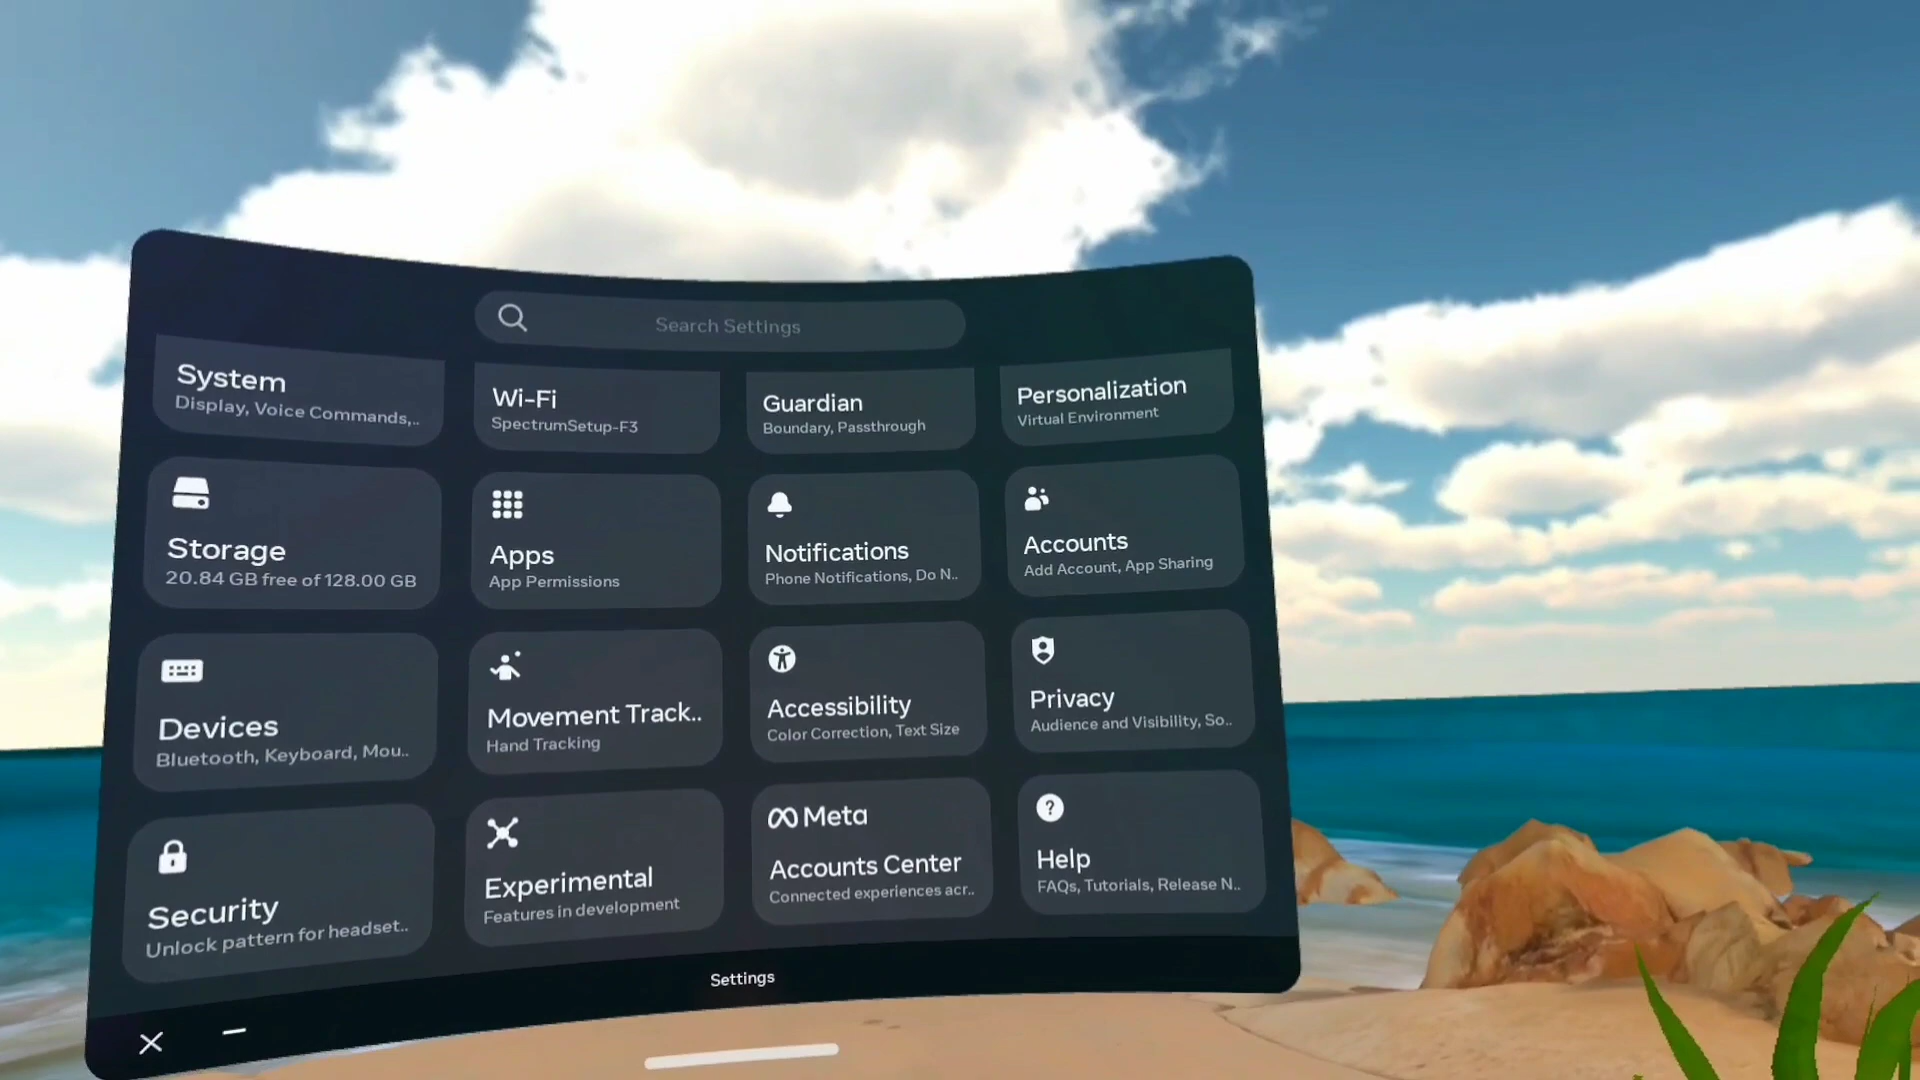 Search Settings
System
Display, Voice Commands,..
Wi-Fi
SpectrumSetup-F3
Guardian
Boundary, Passthrough
Personalization
Virtual Environment
Storage
20.84 GB free of 128.00 GB
Apps
App Permissions
Notifications
Phone Notifications, Do N..
Accounts
Add Account, App Sharing
Devices
Bluetooth, Keyboard, Mou..
Movement Track..
Hand Tracking
Accessibility
Color Correction, Text Size
Privacy
Audience and Visibility, So..
Security
Unlock pattern for headset..
Experimental
Features in development
Meta
Accounts Center
Connected experiences acr..
Help
FAQs, Tutorials, Release N..
Settings